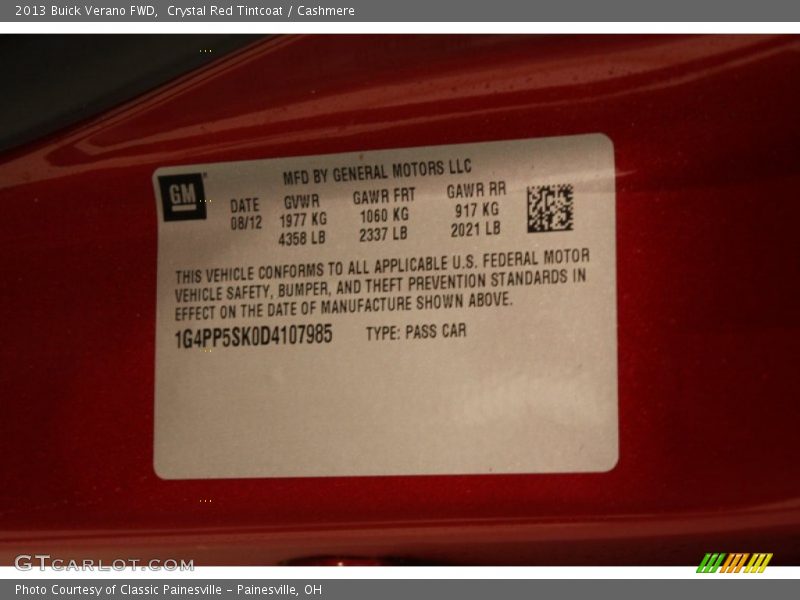 2013 Buick Verano FWD,  Crystal Red Tintcoat / Cashmere
GM
MFD BY GENERAL MOTORS LLC
DATE GVWR GAWR FRT GAWR RR
08/12 1977 KG 1060 KG 917 KG
4358 LB 2337 LB 2021 LB
THIS VEHICLE CONFORMS TO ALL APPLICABLE U.S. FEDERAL MOTOR
VEHICLE SAFETY, BUMPER, AND THEFT PREVENTION STANDARDS IN
EFFECT ON THE DATE OF MANUFACTURE SHOWN ABOVE.
1G4PP5SK0D4107985 TYPE: PASS CAR
GTCARLOT.COM
Photo Courtesy of Classic Painesville – Painesville, OH